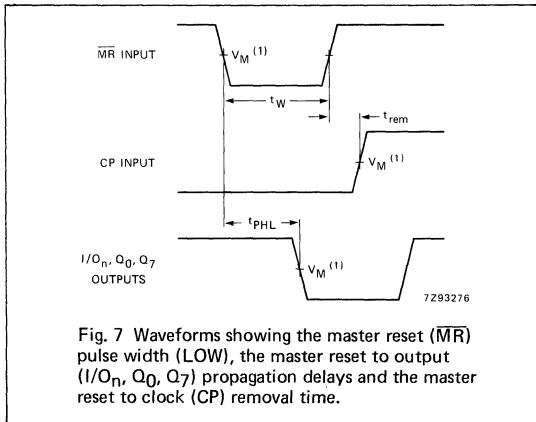 M̅R̅ INPUT
V_M (1)
t_W
t_rem
CP INPUT
V_M (1)
t_PHL
I/O_n, Q_0, Q_7
OUTPUTS
V_M (1)
7Z93276
Fig. 7 Waveforms showing the master reset (M̅R̅)
pulse width (LOW), the master reset to output
(I/O_n, Q_0, Q_7) propagation delays and the master
reset to clock (CP) removal time.